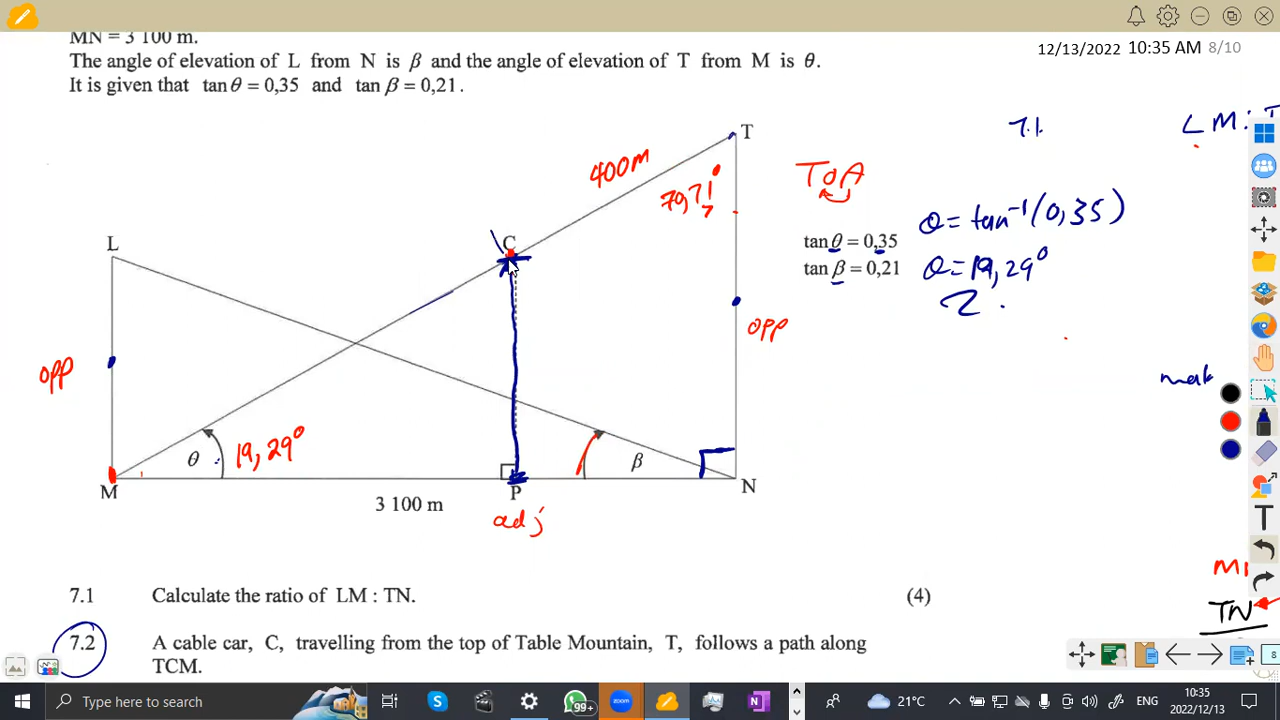 12/13/2022 10:35 AM 8/10
MN = 3 100 m.
The angle of elevation of L from N is β and the angle of elevation of T from M is θ.
It is given that tan θ = 0,35 and tan β = 0,21.
7.1. LM: T
T
400m
70,71°
TOA
θ = tan⁻¹(0,35)
tan θ = 0,35
θ = 19,29°
tan β = 0,21
L
C
opp
opp
θ
19,29°
β
M
P
N
3 100 m
adj
TN
7.1 Calculate the ratio of LM : TN. (4)
7.2 A cable car, C, travelling from the top of Table Mountain, T, follows a path along
TCM.
T
8
Type here to search
99+
zoom
N
21°C
ENG
10:35
2022/12/13